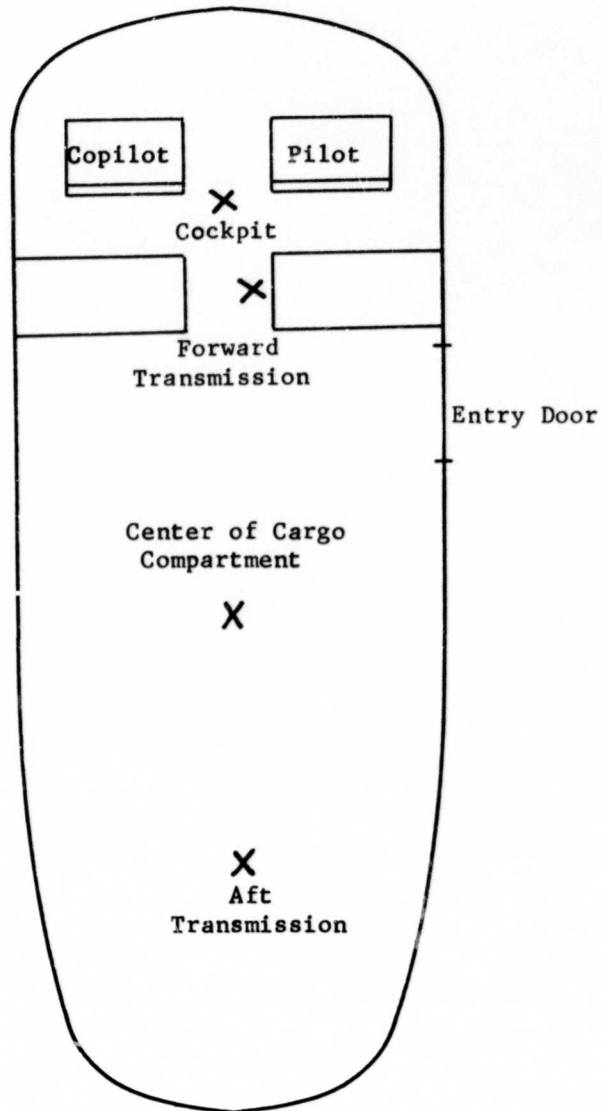 Copilot
Pilot
Cockpit
Forward
Transmission
Entry Door
Center of Cargo
Compartment
Aft
Transmission